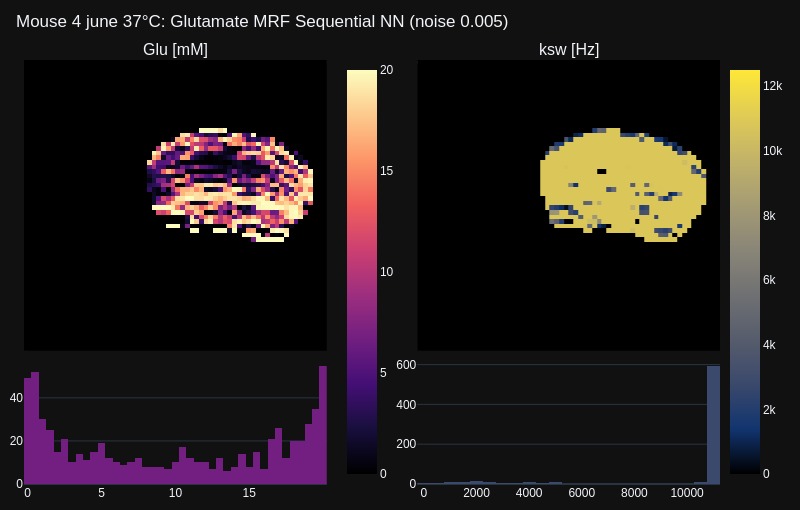 Mouse 4 june 37°C: Glutamate MRF Sequential NN (noise 0.005)
Glu [mM]
ksw [Hz]
20
15
10
5
0
12k
10k
8k
6k
4k
2k
0
40
20
0
0 5 10 15
600
400
200
0
0 2000 4000 6000 8000 10000